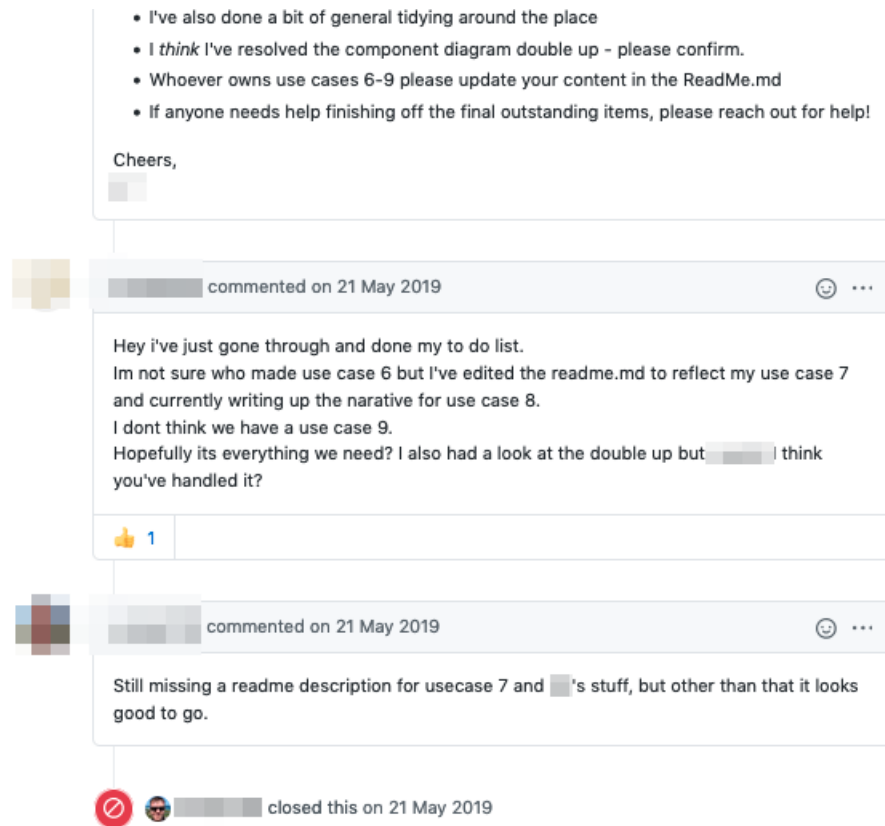 I've also done a bit of general tidying around the place
I think I've resolved the component diagram double up - please confirm.
Whoever owns use cases 6-9 please update your content in the ReadMe.md
If anyone needs help finishing off the final outstanding items, please reach out for help!
Cheers,
commented on 21 May 2019
Hey i've just gone through and done my to do list.
Im not sure who made use case 6 but I've edited the readme.md to reflect my use case 7
and currently writing up the narative for use case 8.
I dont think we have a use case 9.
Hopefully its everything we need? I also had a look at the double up but I think
you've handled it?
1
commented on 21 May 2019
Still missing a readme description for usecase 7 and 's stuff, but other than that it looks
good to go.
closed this on 21 May 2019